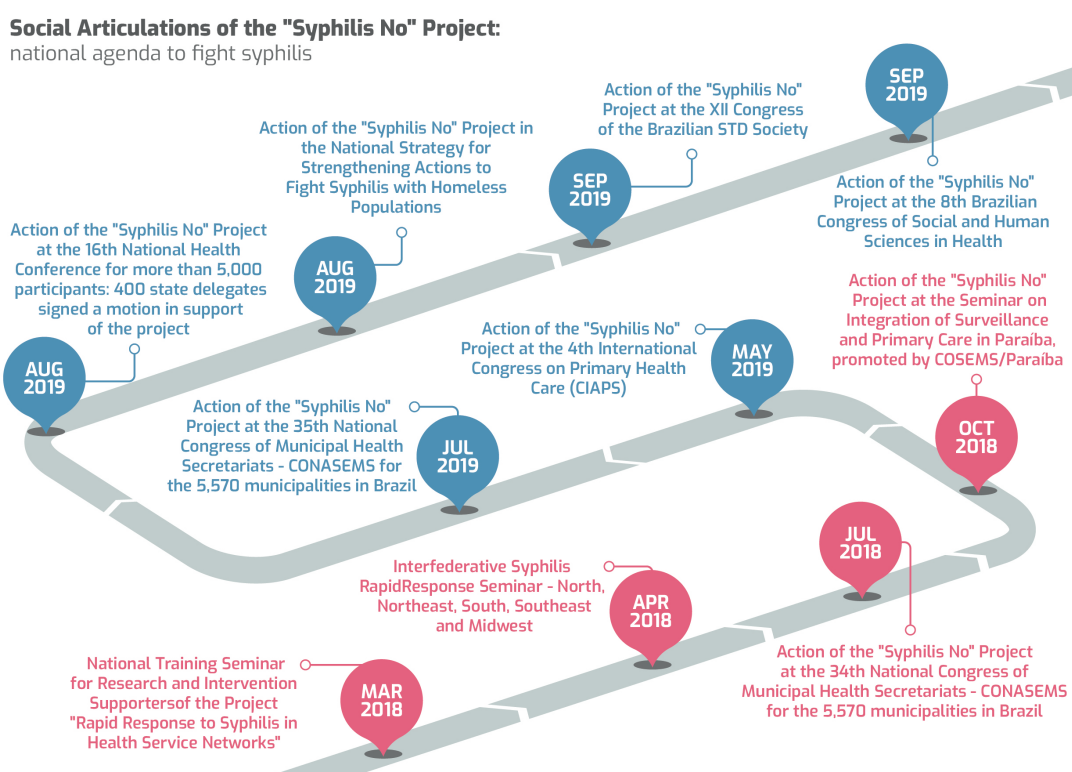 Social Articulations of the "Syphilis No" Project:
national agenda to fight syphilis
SEP
2019
Action of the "Syphilis No"
Project at the 8th Brazilian
Congress of Social and Human
Sciences in Health
Action of the "Syphilis No"
Project at the XII Congress
of the Brazilian STD Society
SEP
2019
Action of the "Syphilis No" Project in
the National Strategy for
Strengthening Actions to
Fight Syphilis with Homeless
Populations
AUG
2019
Action of the "Syphilis No" Project
at the 16th National Health
Conference for more than 5,000
participants: 400 state delegates
signed a motion in support
of the project
AUG
2019
Action of the "Syphilis No"
Project at the 35th National
Congress of Municipal Health
Secretariats - CONASEMS for
the 5,570 municipalities in Brazil
JUL
2019
Action of the "Syphilis No"
Project at the 4th International
Congress on Primary Health
Care (CIAPS)
MAY
2019
Action of the "Syphilis No"
Project at the Seminar on
Integration of Surveillance
and Primary Care in Paraíba,
promoted by COSEMS/Paraíba
OCT
2018
JUL
2018
Action of the "Syphilis No" Project
at the 34th National Congress of
Municipal Health Secretariats - CONASEMS
for the 5,570 municipalities in Brazil
Interfederative Syphilis
RapidResponse Seminar - North,
Northeast, South, Southeast
and Midwest
APR
2018
National Training Seminar
for Research and Intervention
Supportersof the Project
"Rapid Response to Syphilis in
Health Service Networks"
MAR
2018